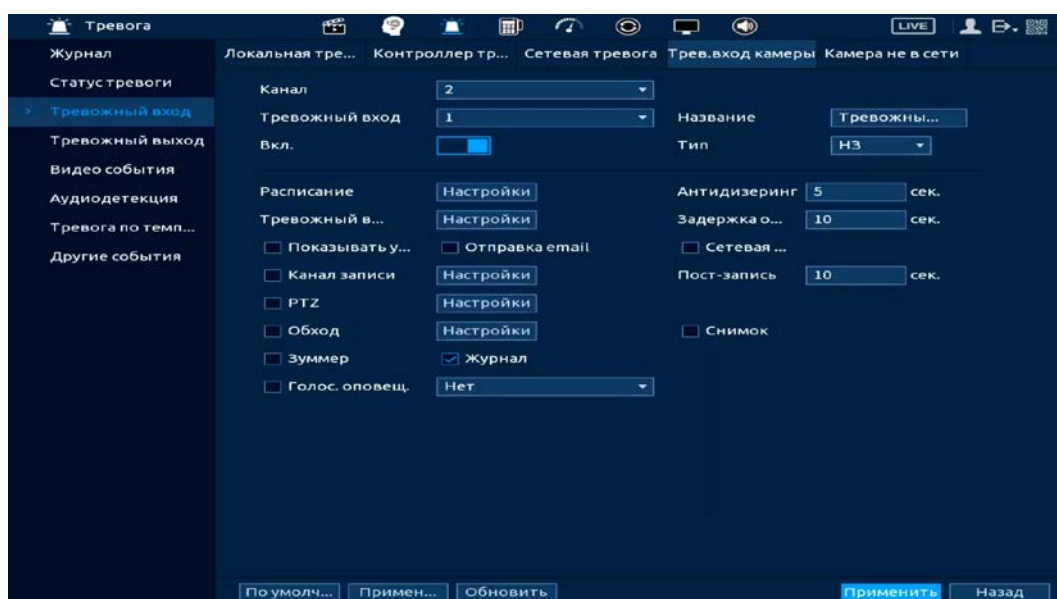 Тревога LIVE
Журнал
Статус тревоги
Тревожный вход
Тревожный выход
Видео события
Аудиодетекция
Тревога по темп...
Другие события
Локальная тре... Контроллер тр... Сетевая тревога Трев.вход камеры Камера не в сети
Канал 2
Тревожный вход 1 Название Тревожны...
Вкл. Тип НЗ
Расписание Настройки Антидизеринг 5 сек.
Тревожный в... Настройки Задержка о... 10 сек.
Показывать у... Отправка email Сетевая ...
Канал записи Настройки Пост-запись 10 сек.
PTZ Настройки
Обход Настройки Снимок
Зуммер Журнал
Голос. оповещ. Нет
По умолч... Примен... Обновить Применить Назад